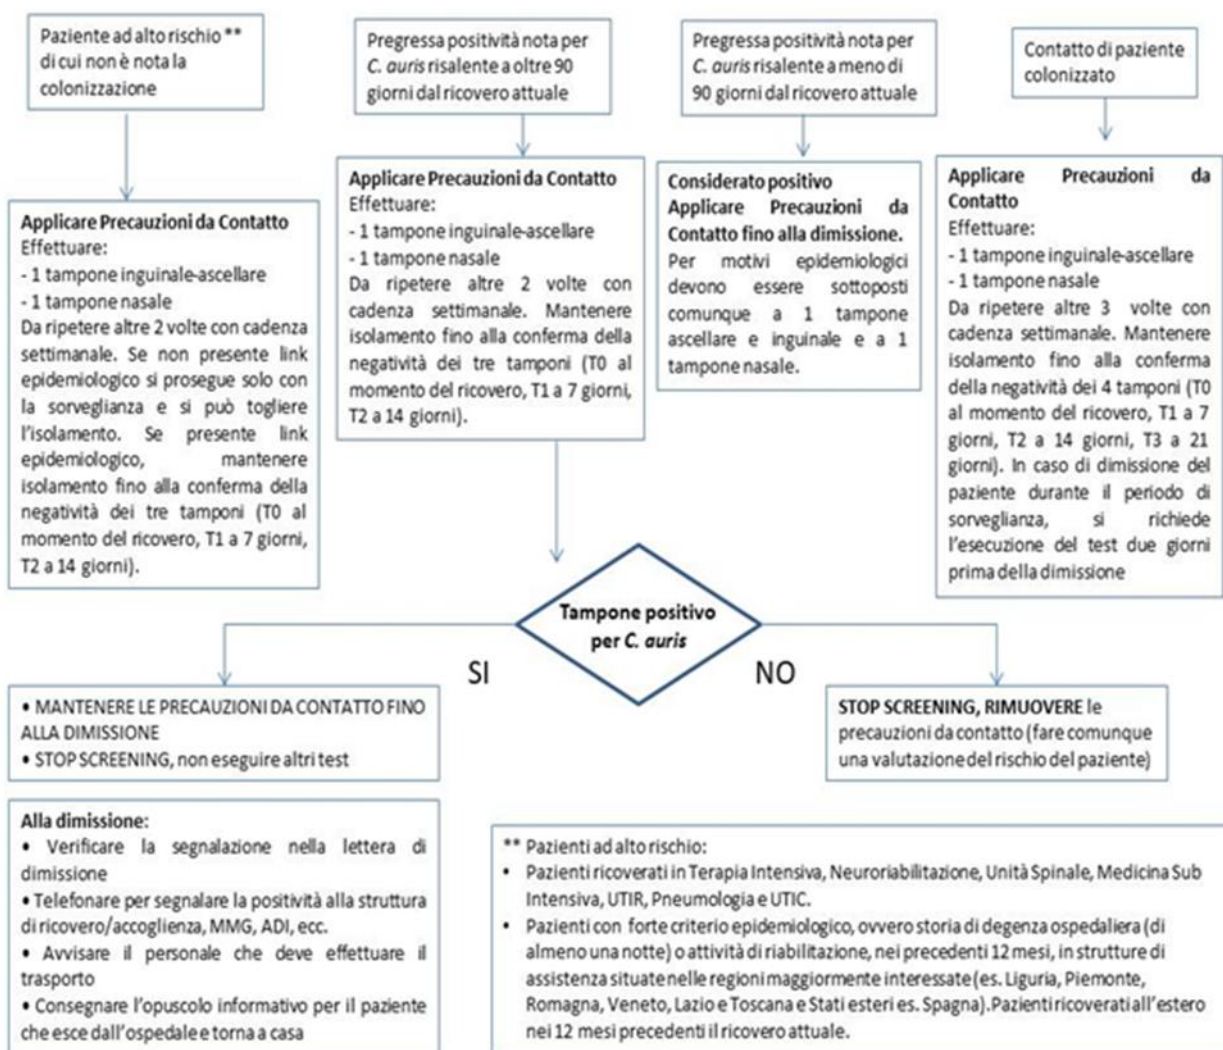 Paziente ad alto rischio **
di cui non è nota la
colonizzazione
Pregressa positività nota per
C. auris risalente a oltre 90
giorni dal ricovero attuale
Pregressa positività nota per
C. auris risalente a meno di
90 giorni dal ricovero attuale
Contatto di paziente
colonizzato
Applicare Precauzioni da Contatto
Effettuare:
- 1 tampone inguinale-ascellare
- 1 tampone nasale
Da ripetere altre 2 volte con cadenza
settimanale. Se non presente link
epidemiologico si prosegue solo con
la sorveglianza e si può togliere
l'isolamento. Se presente link
epidemiologico, mantenere
isolamento fino alla conferma della
negatività dei tre tamponi (T0 al
momento del ricovero, T1 a 7 giorni,
T2 a 14 giorni).
Applicare Precauzioni da Contatto
Effettuare:
- 1 tampone inguinale-ascellare
- 1 tampone nasale
Da ripetere altre 2 volte con
cadenza settimanale. Mantenere
isolamento fino alla conferma della
negatività dei tre tamponi (T0 al
momento del ricovero, T1 a 7 giorni,
T2 a 14 giorni).
Considerato positivo
Applicare Precauzioni da
Contatto fino alla dimissione.
Per motivi epidemiologici
devono essere sottoposti
comunque a 1 tampone
ascellare e inguinale e a 1
tampone nasale.
Applicare Precauzioni da
Contatto
Effettuare:
- 1 tampone inguinale-ascellare
- 1 tampone nasale
Da ripetere altre 3 volte con
cadenza settimanale. Mantenere
isolamento fino alla conferma
della negatività dei 4 tamponi (T0
al momento del ricovero, T1 a 7
giorni, T2 a 14 giorni, T3 a 21
giorni). In caso di dimissione del
paziente durante il periodo di
sorveglianza, si richiede
l'esecuzione del test due giorni
prima della dimissione
Tampone positivo
per C. auris
SI
NO
• MANTENERE LE PRECAUZIONI DA CONTATTO FINO
ALLA DIMISSIONE
• STOP SCREENING, non eseguire altri test
STOP SCREENING, RIMUOVERE le
precauzioni da contatto (fare comunque
una valutazione del rischio del paziente)
Alla dimissione:
• Verificare la segnalazione nella lettera di
dimissione
• Telefonare per segnalare la positività alla struttura
di ricovero/accoglienza, MMG, ADI, ecc.
• Avvisare il personale che deve effettuare il
trasporto
• Consegnare l'opuscolo informativo per il paziente
che esce dall'ospedale e torna a casa
** Pazienti ad alto rischio:
• Pazienti ricoverati in Terapia Intensiva, Neuroriabilitazione, Unità Spinale, Medicina Sub
Intensiva, UTIR, Pneumologia e UTIC.
• Pazienti con forte criterio epidemiologico, ovvero storia di degenza ospedaliera (di
almeno una notte) o attività di riabilitazione, nei precedenti 12 mesi, in strutture di
assistenza situate nelle regioni maggiormente interessate (es. Liguria, Piemonte,
Romagna, Veneto, Lazio e Toscana e Stati esteri es. Spagna). Pazienti ricoverati all'estero
nei 12 mesi precedenti il ricovero attuale.